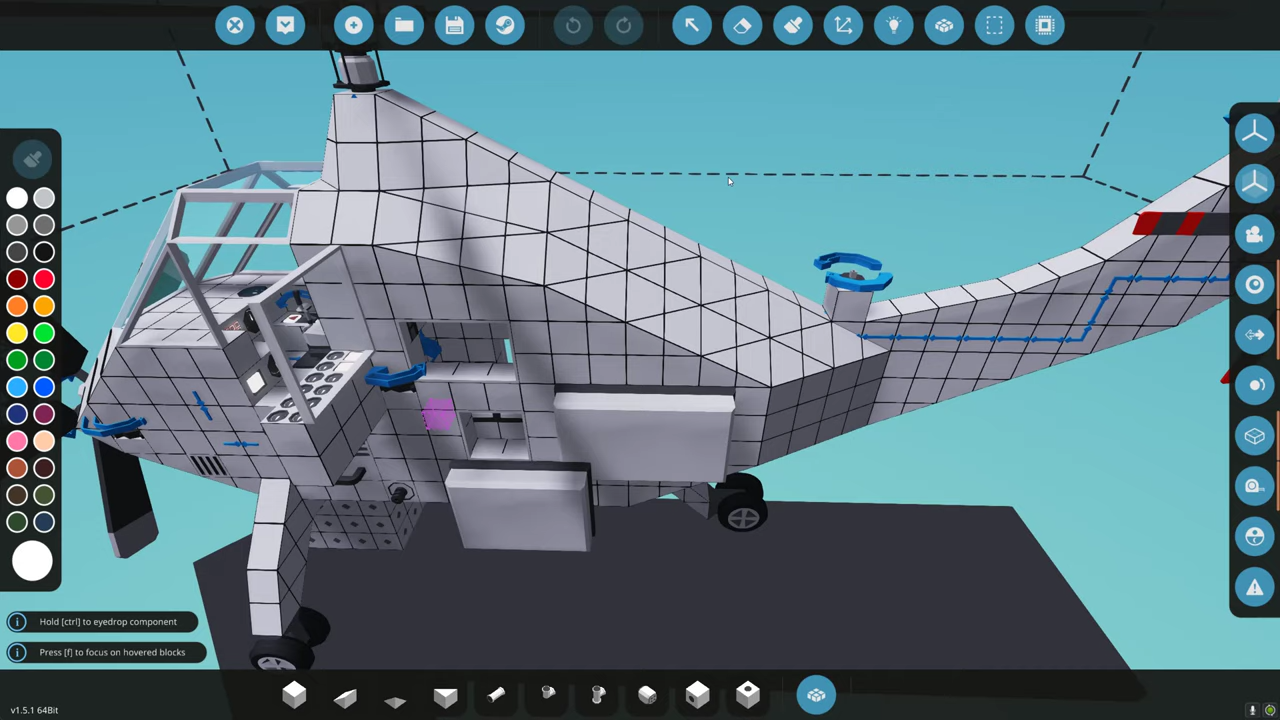 Hold [ctrl] to eyedrop component
Press [f] to focus on hovered blocks
v1.5.1 64Bit